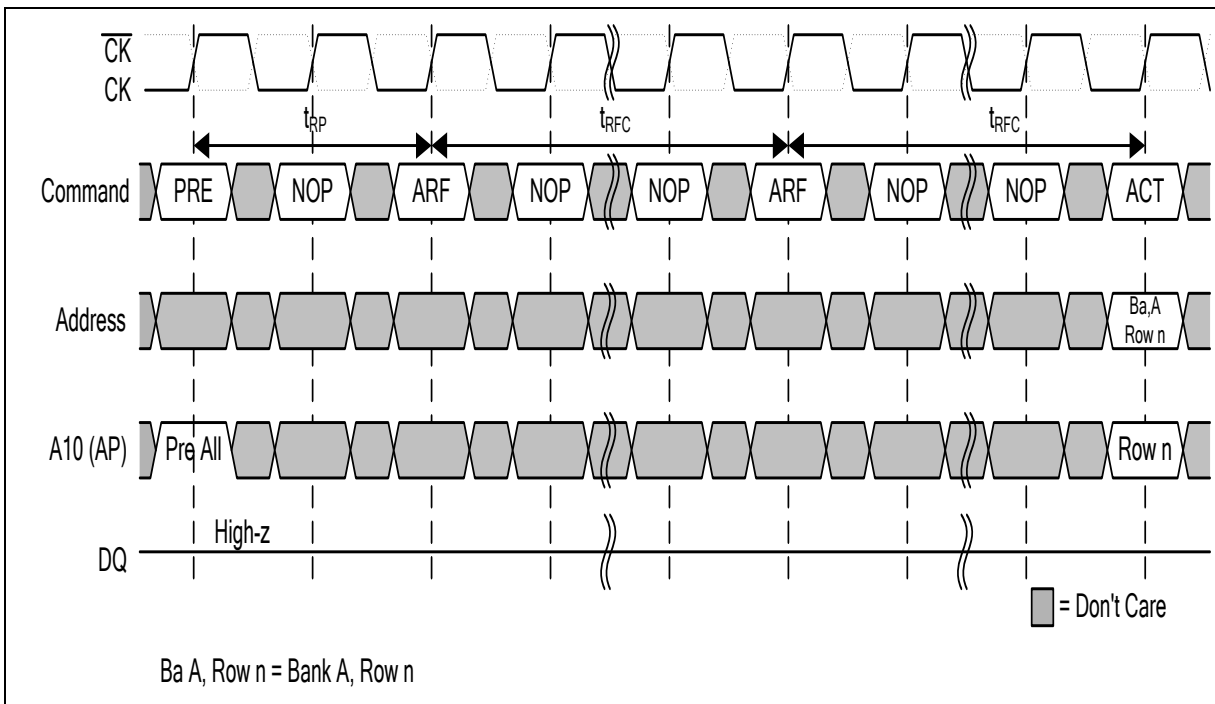 CK
CK
tRP tRFC tRFC
Command PRE NOP ARF NOP NOP ARF NOP NOP ACT
Address Ba,A
Row n
A10 (AP) Pre All Row n
High-z
DQ
= Don't Care
Ba A, Row n = Bank A, Row n